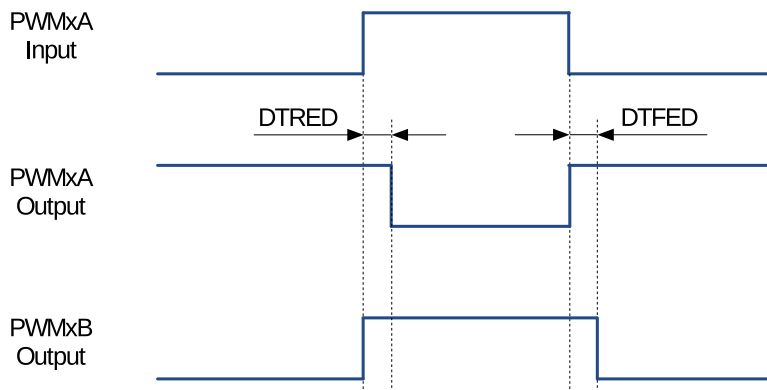 PWMxA
Input
DTRED
DTFED
PWMxA
Output
PWMxB
Output